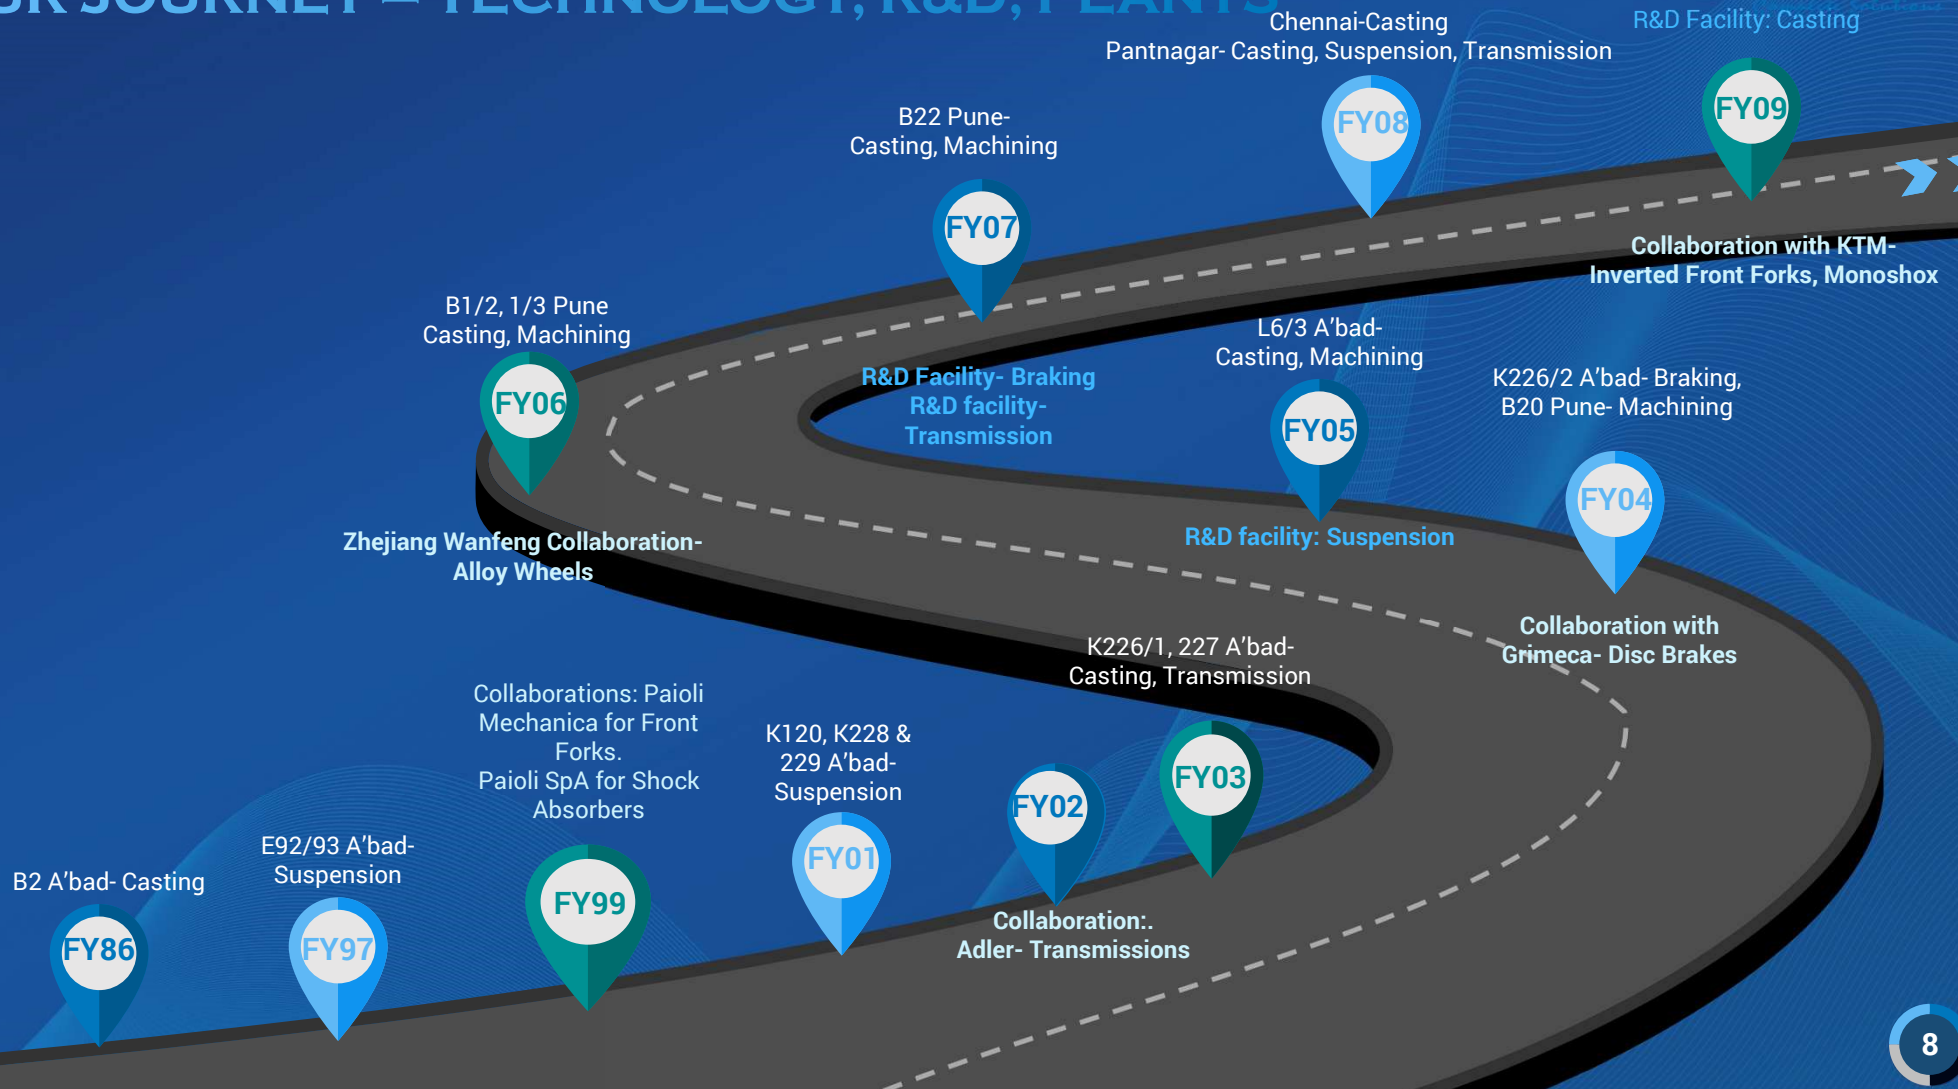 OUR JOURNEY – TECHNOLOGY, R&D, PLANTS
Solutions
Chennai-Casting
Pantnagar- Casting, Suspension, Transmission
R&D Facility: Casting
FY08
FY09
B22 Pune-
Casting, Machining
FY07
Collaboration with KTM-
Inverted Front Forks, Monoshox
B1/2, 1/3 Pune
Casting, Machining
FY06
R&D Facility- Braking
R&D facility-
Transmission
L6/3 A'bad-
Casting, Machining
FY05
R&D facility: Suspension
K226/2 A'bad- Braking,
B20 Pune- Machining
FY04
Zhejiang Wanfeng Collaboration-
Alloy Wheels
Collaboration with
Grimeca- Disc Brakes
K226/1, 227 A'bad-
Casting, Transmission
FY03
Collaborations: Paioli
Mechanica for Front
Forks.
Paioli SpA for Shock
Absorbers
FY99
K120, K228 &
229 A'bad-
Suspension
FY01
FY02
Collaboration:.
Adler- Transmissions
E92/93 A'bad-
Suspension
FY97
B2 A'bad- Casting
FY86
8